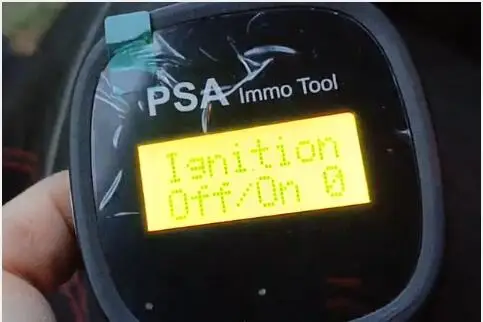 PSA Immo Tool
Ignition
Off/On 0